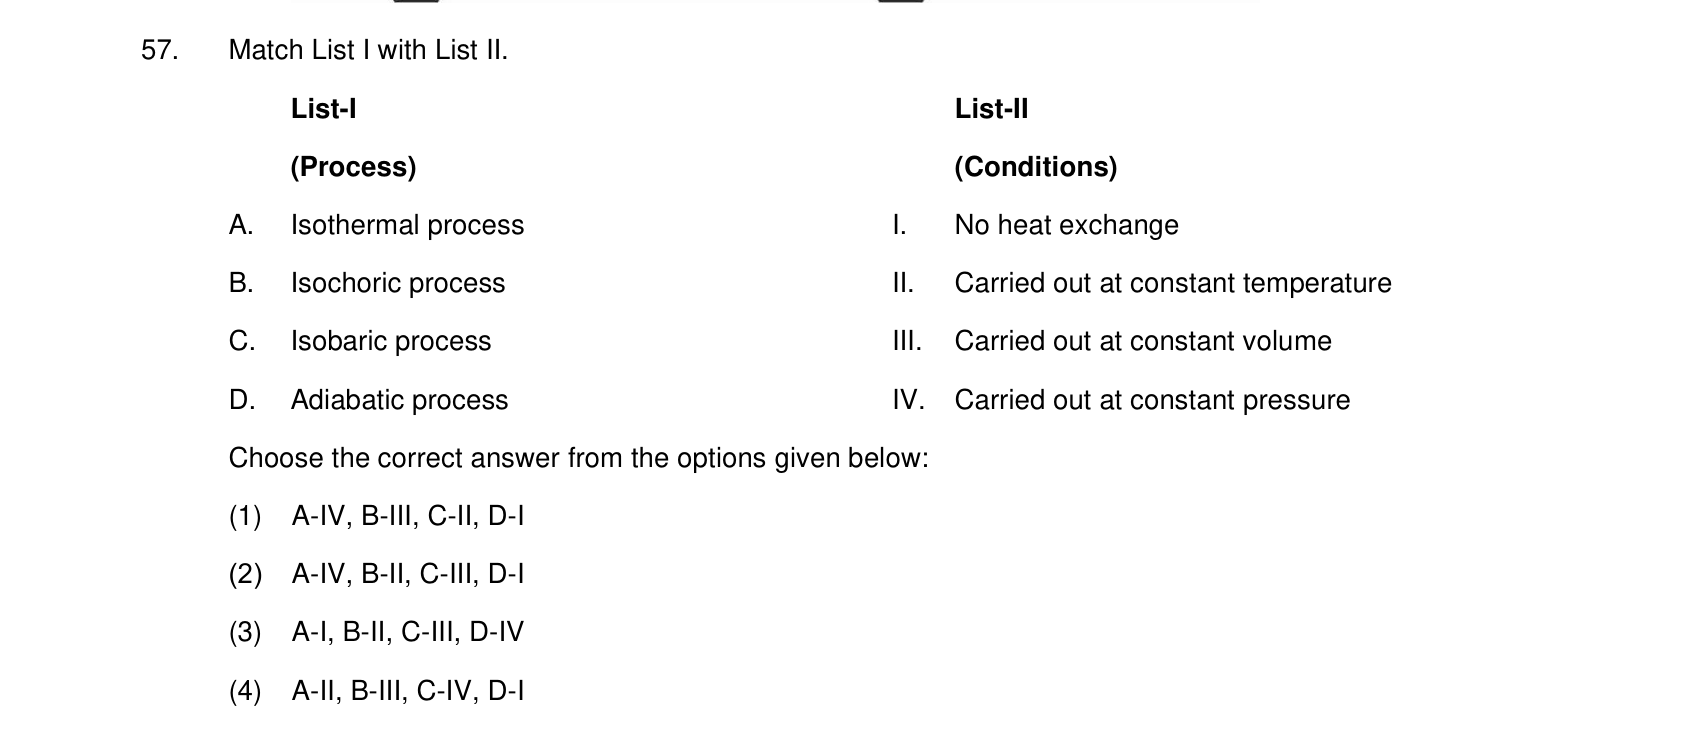 57. Match List I with List II.
List-I List-II
(Process) (Conditions)
A. Isothermal process I. No heat exchange
B. Isochoric process II. Carried out at constant temperature
C. Isobaric process III. Carried out at constant volume
D. Adiabatic process IV. Carried out at constant pressure
Choose the correct answer from the options given below:
(1) A-IV, B-III, C-II, D-I
(2) A-IV, B-II, C-III, D-I
(3) A-I, B-II, C-III, D-IV
(4) A-II, B-III, C-IV, D-I